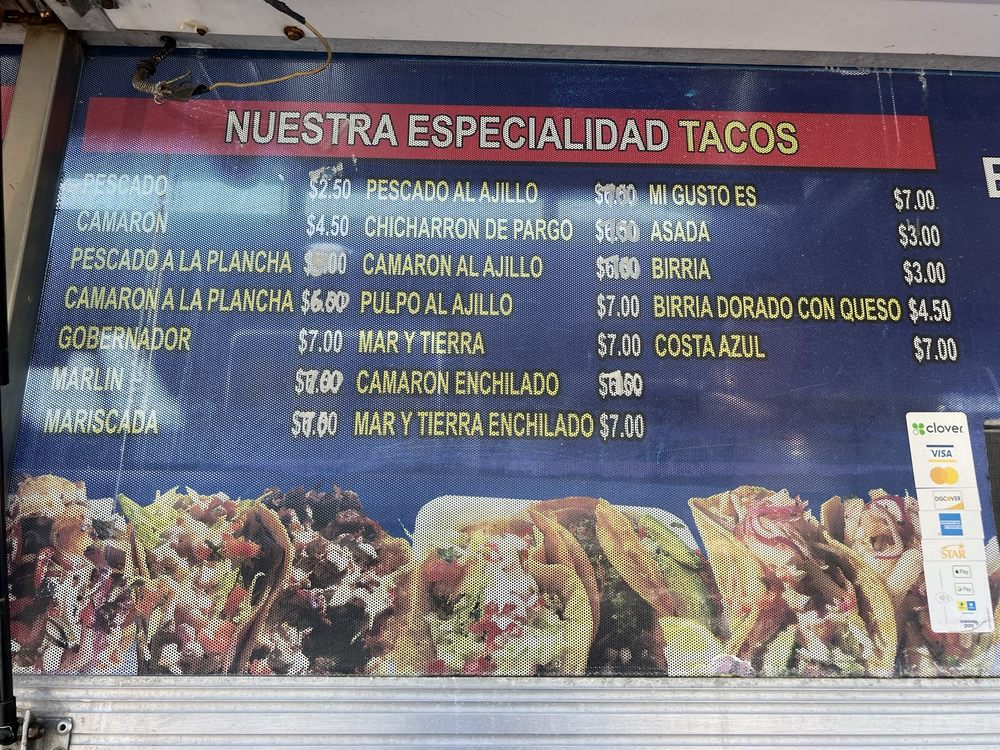 NUESTRA ESPECIALIDAD TACOS
PESCADO $2.50
CAMARON $4.50
PESCADO A LA PLANCHA
CAMARON A LA PLANCHA
GOBERNADOR $7.00
MARLIN
MARISCADA
PESCADO AL AJILLO
CHICHARRON DE PARGO
CAMARON AL AJILLO
PULPO AL AJILLO $7.00
MAR Y TIERRA $7.00
CAMARON ENCHILADO
MAR Y TIERRA ENCHILADO $7.00
MI GUSTO ES $7.00
ASADA $3.00
BIRRIA $3.00
BIRRIA DORADO CON QUESO $4.50
COSTA AZUL $7.00
clover
VISA
DISCOVER
STAR
Pay
G Pay